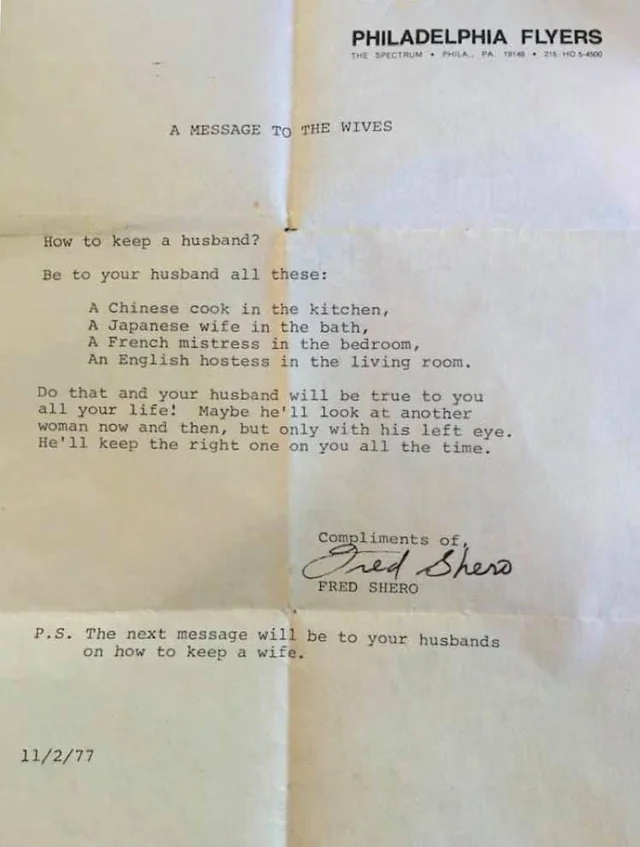 PHILADELPHIA FLYERS
THE SPECTRUM • PHILA., PA. 19148 • 215-HO 5-4500
A MESSAGE TO THE WIVES
How to keep a husband?
Be to your husband all these:
A Chinese cook in the kitchen,
A Japanese wife in the bath,
A French mistress in the bedroom,
An English hostess in the living room.
Do that and your husband will be true to you
all your life! Maybe he'll look at another
woman now and then, but only with his left eye.
He'll keep the right one on you all the time.
Compliments of,
Fred Shero
FRED SHERO
P.S. The next message will be to your husbands
on how to keep a wife.
11/2/77